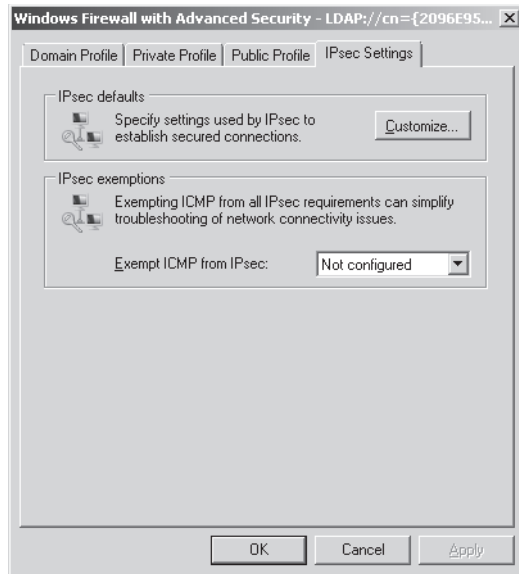 Windows Firewall with Advanced Security - LDAP://cn={2096E95...
Domain Profile
Private Profile
Public Profile
IPsec Settings
IPsec defaults
Specify settings used by IPsec to
establish secured connections.
Customize...
IPsec exemptions
Exempting ICMP from all IPsec requirements can simplify
troubleshooting of network connectivity issues.
Exempt ICMP from IPsec:
Not configured
OK
Cancel
Apply